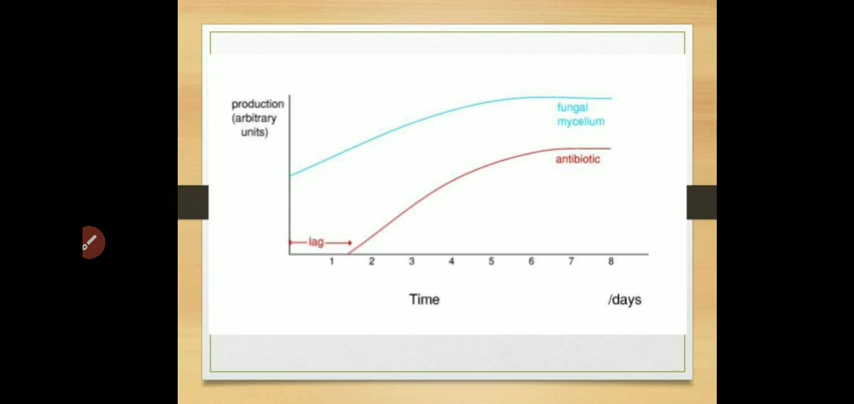 production
(arbitrary
units)
fungal
mycelium
antibiotic
lag
1 2 3 4 5 6 7 8
Time /days